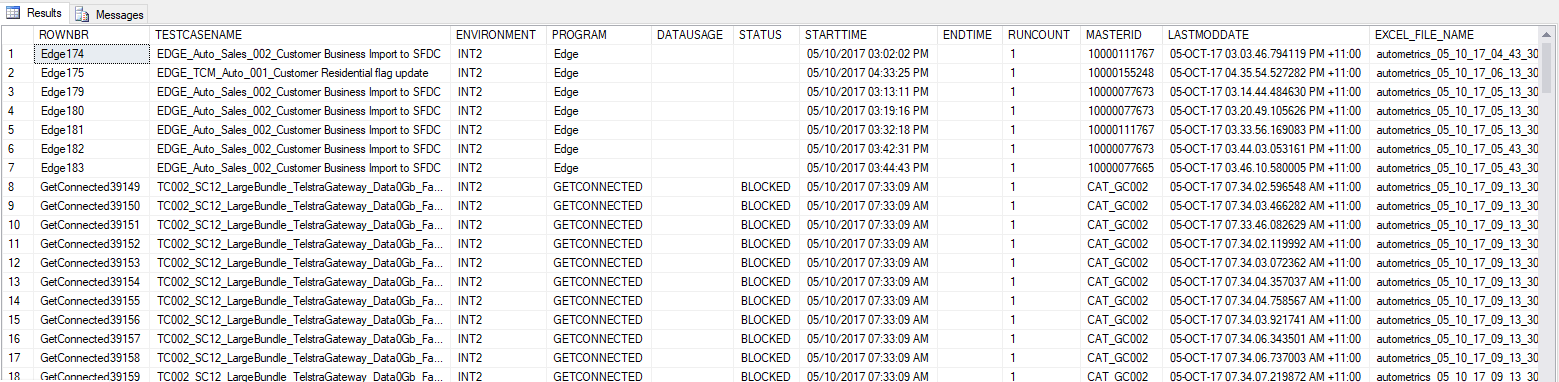 Results Messages
ROWNBR TESTCASENAME ENVIRONMENT PROGRAM DATAUSAGE STATUS STARTTIME ENDTIME RUNCOUNT MASTERID LASTMODDATE EXCEL_FILE_NAME
1 Edge174 EDGE_Auto_Sales_002_Customer Business Import to SFDC INT2 Edge 05/10/2017 03:02:02 PM 1 10000111767 05-OCT-17 03.03.46.794119 PM +11:00 autometrics_05_10_17_04_43_30
2 Edge175 EDGE_TCM_Auto_001_Customer Residential flag update INT2 Edge 05/10/2017 04:33:25 PM 1 10000155248 05-OCT-17 04.35.54.527282 PM +11:00 autometrics_05_10_17_06_13_30
3 Edge179 EDGE_Auto_Sales_002_Customer Business Import to SFDC INT2 Edge 05/10/2017 03:13:11 PM 1 10000077673 05-OCT-17 03.14.44.484630 PM +11:00 autometrics_05_10_17_05_13_30
4 Edge180 EDGE_Auto_Sales_002_Customer Business Import to SFDC INT2 Edge 05/10/2017 03:19:16 PM 1 10000077673 05-OCT-17 03.20.49.105626 PM +11:00 autometrics_05_10_17_05_13_30
5 Edge181 EDGE_Auto_Sales_002_Customer Business Import to SFDC INT2 Edge 05/10/2017 03:32:18 PM 1 10000111767 05-OCT-17 03.33.56.169083 PM +11:00 autometrics_05_10_17_05_13_30
6 Edge182 EDGE_Auto_Sales_002_Customer Business Import to SFDC INT2 Edge 05/10/2017 03:42:31 PM 1 10000077673 05-OCT-17 03.44.03.053161 PM +11:00 autometrics_05_10_17_05_43_30
7 Edge183 EDGE_Auto_Sales_002_Customer Business Import to SFDC INT2 Edge 05/10/2017 03:44:43 PM 1 10000077665 05-OCT-17 03.46.10.580005 PM +11:00 autometrics_05_10_17_05_43_30
8 GetConnected39149 TC002_SC12_LargeBundle_TelstraGateway_Data0Gb_Fa... INT2 GETCONNECTED BLOCKED 05/10/2017 07:33:09 AM 1 CAT_GC002 05-OCT-17 07.34.02.596548 AM +11:00 autometrics_05_10_17_09_13_30
9 GetConnected39150 TC002_SC12_LargeBundle_TelstraGateway_Data0Gb_Fa... INT2 GETCONNECTED BLOCKED 05/10/2017 07:33:09 AM 1 CAT_GC002 05-OCT-17 07.34.03.466282 AM +11:00 autometrics_05_10_17_09_13_30
10 GetConnected39151 TC002_SC12_LargeBundle_TelstraGateway_Data0Gb_Fa... INT2 GETCONNECTED BLOCKED 05/10/2017 07:33:09 AM 1 CAT_GC002 05-OCT-17 07.33.46.082629 AM +11:00 autometrics_05_10_17_09_13_30
11 GetConnected39152 TC002_SC12_LargeBundle_TelstraGateway_Data0Gb_Fa... INT2 GETCONNECTED BLOCKED 05/10/2017 07:33:09 AM 1 CAT_GC002 05-OCT-17 07.34.02.119992 AM +11:00 autometrics_05_10_17_09_13_30
12 GetConnected39153 TC002_SC12_LargeBundle_TelstraGateway_Data0Gb_Fa... INT2 GETCONNECTED BLOCKED 05/10/2017 07:33:09 AM 1 CAT_GC002 05-OCT-17 07.34.03.072362 AM +11:00 autometrics_05_10_17_09_13_30
13 GetConnected39154 TC002_SC12_LargeBundle_TelstraGateway_Data0Gb_Fa... INT2 GETCONNECTED BLOCKED 05/10/2017 07:33:09 AM 1 CAT_GC002 05-OCT-17 07.34.04.357037 AM +11:00 autometrics_05_10_17_09_13_30
14 GetConnected39155 TC002_SC12_LargeBundle_TelstraGateway_Data0Gb_Fa... INT2 GETCONNECTED BLOCKED 05/10/2017 07:33:09 AM 1 CAT_GC002 05-OCT-17 07.34.04.758567 AM +11:00 autometrics_05_10_17_09_13_30
15 GetConnected39156 TC002_SC12_LargeBundle_TelstraGateway_Data0Gb_Fa... INT2 GETCONNECTED BLOCKED 05/10/2017 07:33:09 AM 1 CAT_GC002 05-OCT-17 07.34.03.921741 AM +11:00 autometrics_05_10_17_09_13_30
16 GetConnected39157 TC002_SC12_LargeBundle_TelstraGateway_Data0Gb_Fa... INT2 GETCONNECTED BLOCKED 05/10/2017 07:33:09 AM 1 CAT_GC002 05-OCT-17 07.34.06.343501 AM +11:00 autometrics_05_10_17_09_13_30
17 GetConnected39158 TC002_SC12_LargeBundle_TelstraGateway_Data0Gb_Fa... INT2 GETCONNECTED BLOCKED 05/10/2017 07:33:09 AM 1 CAT_GC002 05-OCT-17 07.34.06.737003 AM +11:00 autometrics_05_10_17_09_13_30
18 GetConnected39159 TC002_SC12_LargeBundle_TelstraGateway_Data0Gb_Fa... INT2 GETCONNECTED BLOCKED 05/10/2017 07:33:09 AM 1 CAT_GC002 05-OCT-17 07.34.07.219872 AM +11:00 autometrics_05_10_17_09_13_30